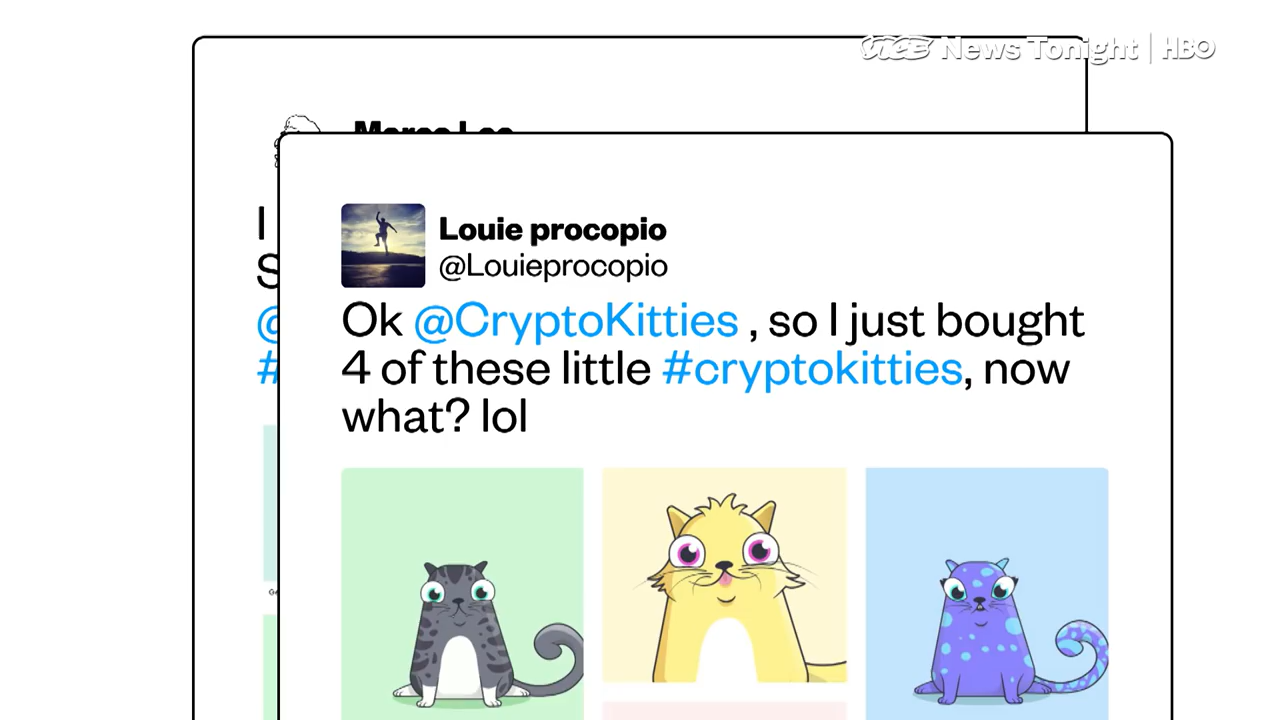 VICE News Tonight | HBO
Louie procopio
@Louieprocopio
Ok @CryptoKitties , so I just bought
4 of these little #cryptokitties, now
what? lol
I
S
@
#